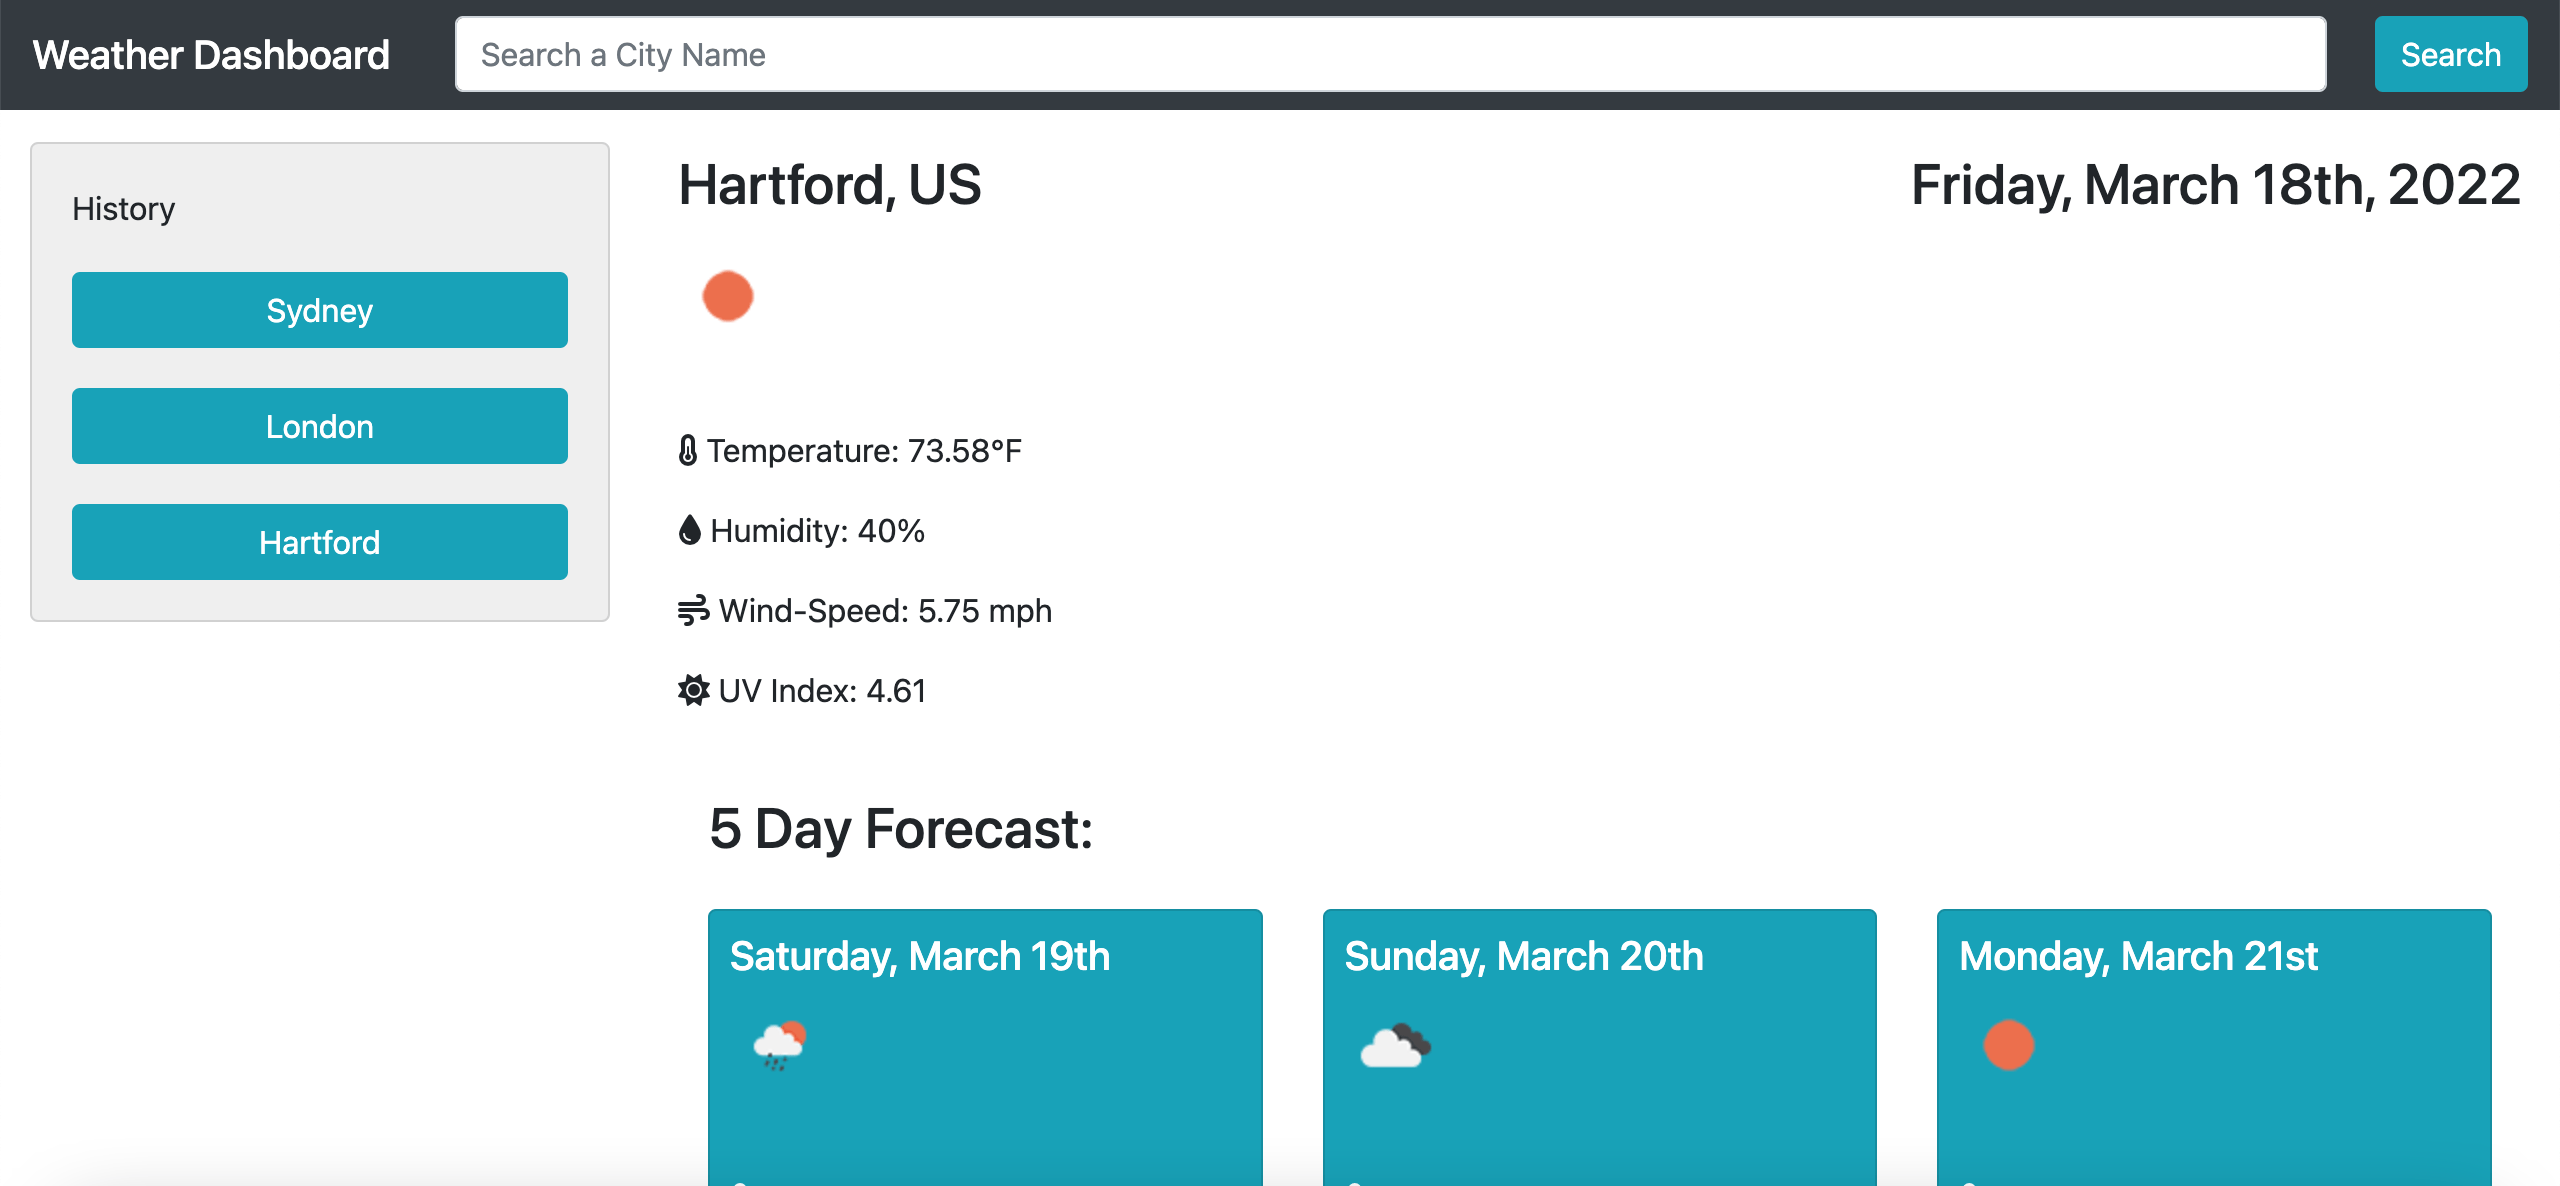 Weather Dashboard
Search a City Name
Search
History
Sydney
London
Hartford
Hartford, US
Friday, March 18th, 2022
Temperature: 73.58°F
Humidity: 40%
Wind-Speed: 5.75 mph
UV Index: 4.61
5 Day Forecast:
Saturday, March 19th
Sunday, March 20th
Monday, March 21st